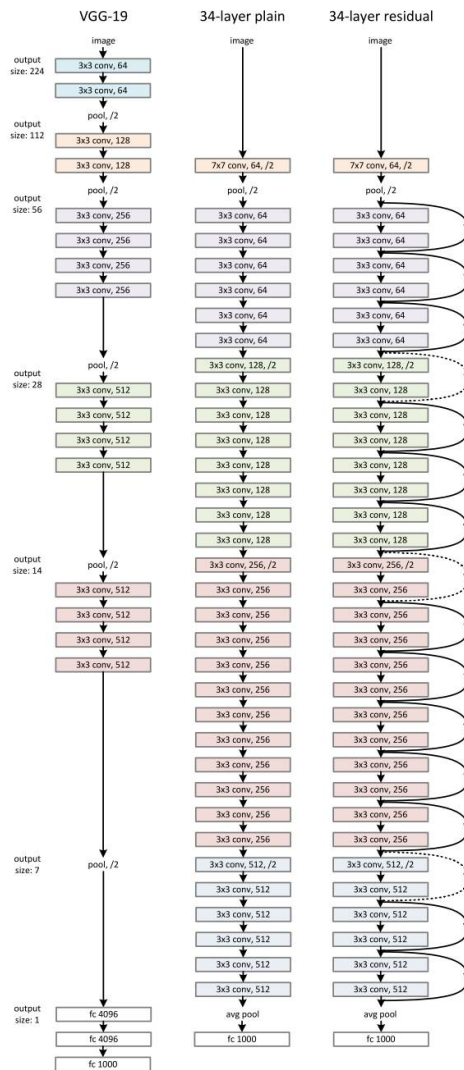 output
size: 224
output
size: 112
output
size: 56
output
size: 28
output
size: 14
output
size: 7
output
size: 1
VGG-19
image
3x3 conv, 64
3x3 conv, 64
pool, /2
3x3 conv, 128
3x3 conv, 128
pool, /2
3x3 conv, 256
3x3 conv, 256
3x3 conv, 256
3x3 conv, 256
pool, /2
3x3 conv, 512
3x3 conv, 512
3x3 conv, 512
3x3 conv, 512
pool, /2
3x3 conv, 512
3x3 conv, 512
3x3 conv, 512
3x3 conv, 512
pool, /2
fc 4096
fc 4096
fc 1000
34-layer plain
image
7x7 conv, 64, /2
pool, /2
3x3 conv, 64
3x3 conv, 64
3x3 conv, 64
3x3 conv, 64
3x3 conv, 64
3x3 conv, 64
3x3 conv, 128, /2
3x3 conv, 128
3x3 conv, 128
3x3 conv, 128
3x3 conv, 128
3x3 conv, 128
3x3 conv, 128
3x3 conv, 128
3x3 conv, 256, /2
3x3 conv, 256
3x3 conv, 256
3x3 conv, 256
3x3 conv, 256
3x3 conv, 256
3x3 conv, 256
3x3 conv, 256
3x3 conv, 256
3x3 conv, 256
3x3 conv, 256
3x3 conv, 256
3x3 conv, 512, /2
3x3 conv, 512
3x3 conv, 512
3x3 conv, 512
3x3 conv, 512
3x3 conv, 512
avg pool
fc 1000
34-layer residual
image
7x7 conv, 64, /2
pool, /2
3x3 conv, 64
3x3 conv, 64
3x3 conv, 64
3x3 conv, 64
3x3 conv, 64
3x3 conv, 64
3x3 conv, 128, /2
3x3 conv, 128
3x3 conv, 128
3x3 conv, 128
3x3 conv, 128
3x3 conv, 128
3x3 conv, 128
3x3 conv, 128
3x3 conv, 256, /2
3x3 conv, 256
3x3 conv, 256
3x3 conv, 256
3x3 conv, 256
3x3 conv, 256
3x3 conv, 256
3x3 conv, 256
3x3 conv, 256
3x3 conv, 256
3x3 conv, 256
3x3 conv, 256
3x3 conv, 512, /2
3x3 conv, 512
3x3 conv, 512
3x3 conv, 512
3x3 conv, 512
3x3 conv, 512
avg pool
fc 1000